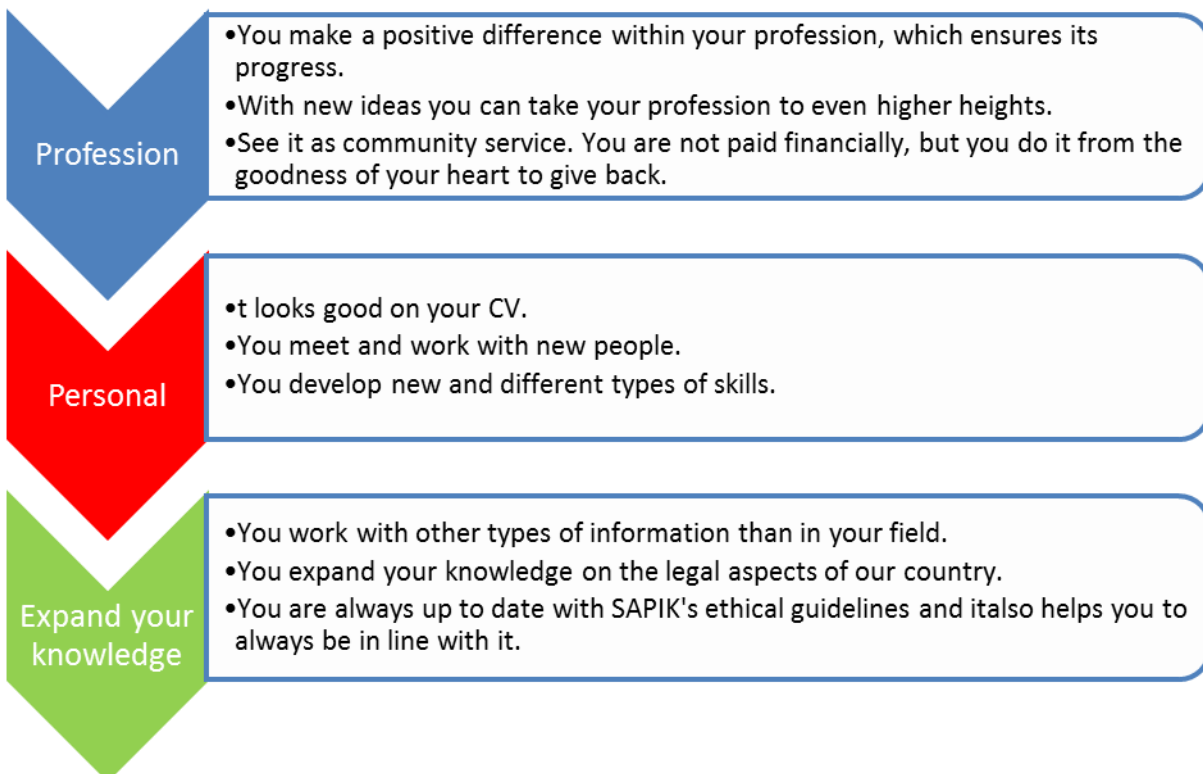 Profession
•You make a positive difference within your profession, which ensures its
progress.
•With new ideas you can take your profession to even higher heights.
•See it as community service. You are not paid financially, but you do it from the
goodness of your heart to give back.
Personal
•t looks good on your CV.
•You meet and work with new people.
•You develop new and different types of skills.
Expand your
knowledge
•You work with other types of information than in your field.
•You expand your knowledge on the legal aspects of our country.
•You are always up to date with SAPIK's ethical guidelines and italso helps you to
always be in line with it.